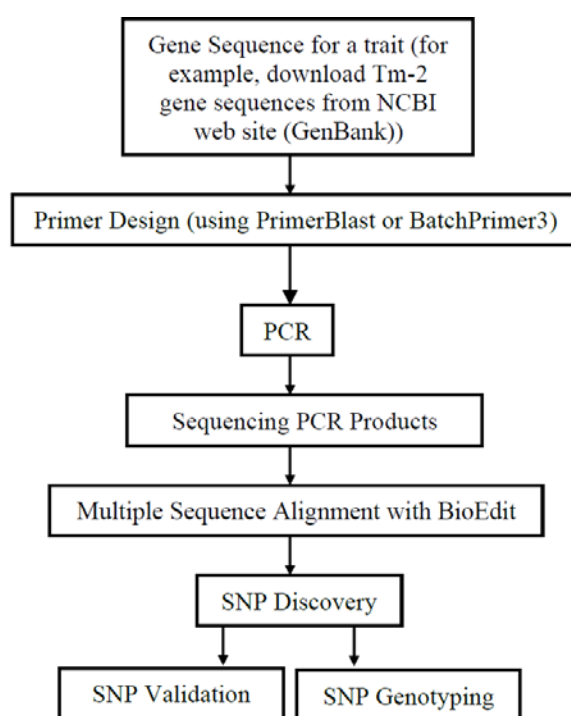 Gene Sequence for a trait (for
example, download Tm-2
gene sequences from NCBI
web site (GenBank))
Primer Design (using PrimerBlast or BatchPrimer3)
PCR
Sequencing PCR Products
Multiple Sequence Alignment with BioEdit
SNP Discovery
SNP Validation
SNP Genotyping